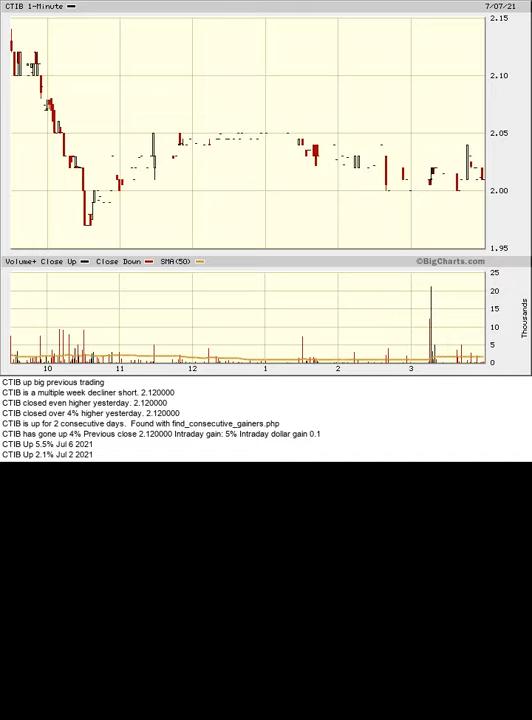 CTIB 1-Minute 7/07/21
2.15
2.10
2.05
2.00
1.95
Volume+ Close Up Close Down SMA(50) ©BigCharts.com
25
20
15
10
5
0
Thousands
10 11 12 1 2 3
CTIB up big previous trading
CTIB is a multiple week decliner short. 2.120000
CTIB closed even higher yesterday. 2.120000
CTIB closed over 4% higher yesterday. 2.120000
CTIB is up for 2 consecutive days. Found with find_consecutive_gainers.php
CTIB has gone up 4% Previous close 2.120000 Intraday gain: 5% Intraday dollar gain 0.1
CTIB Up 5.5% Jul 6 2021
CTIB Up 2.1% Jul 2 2021